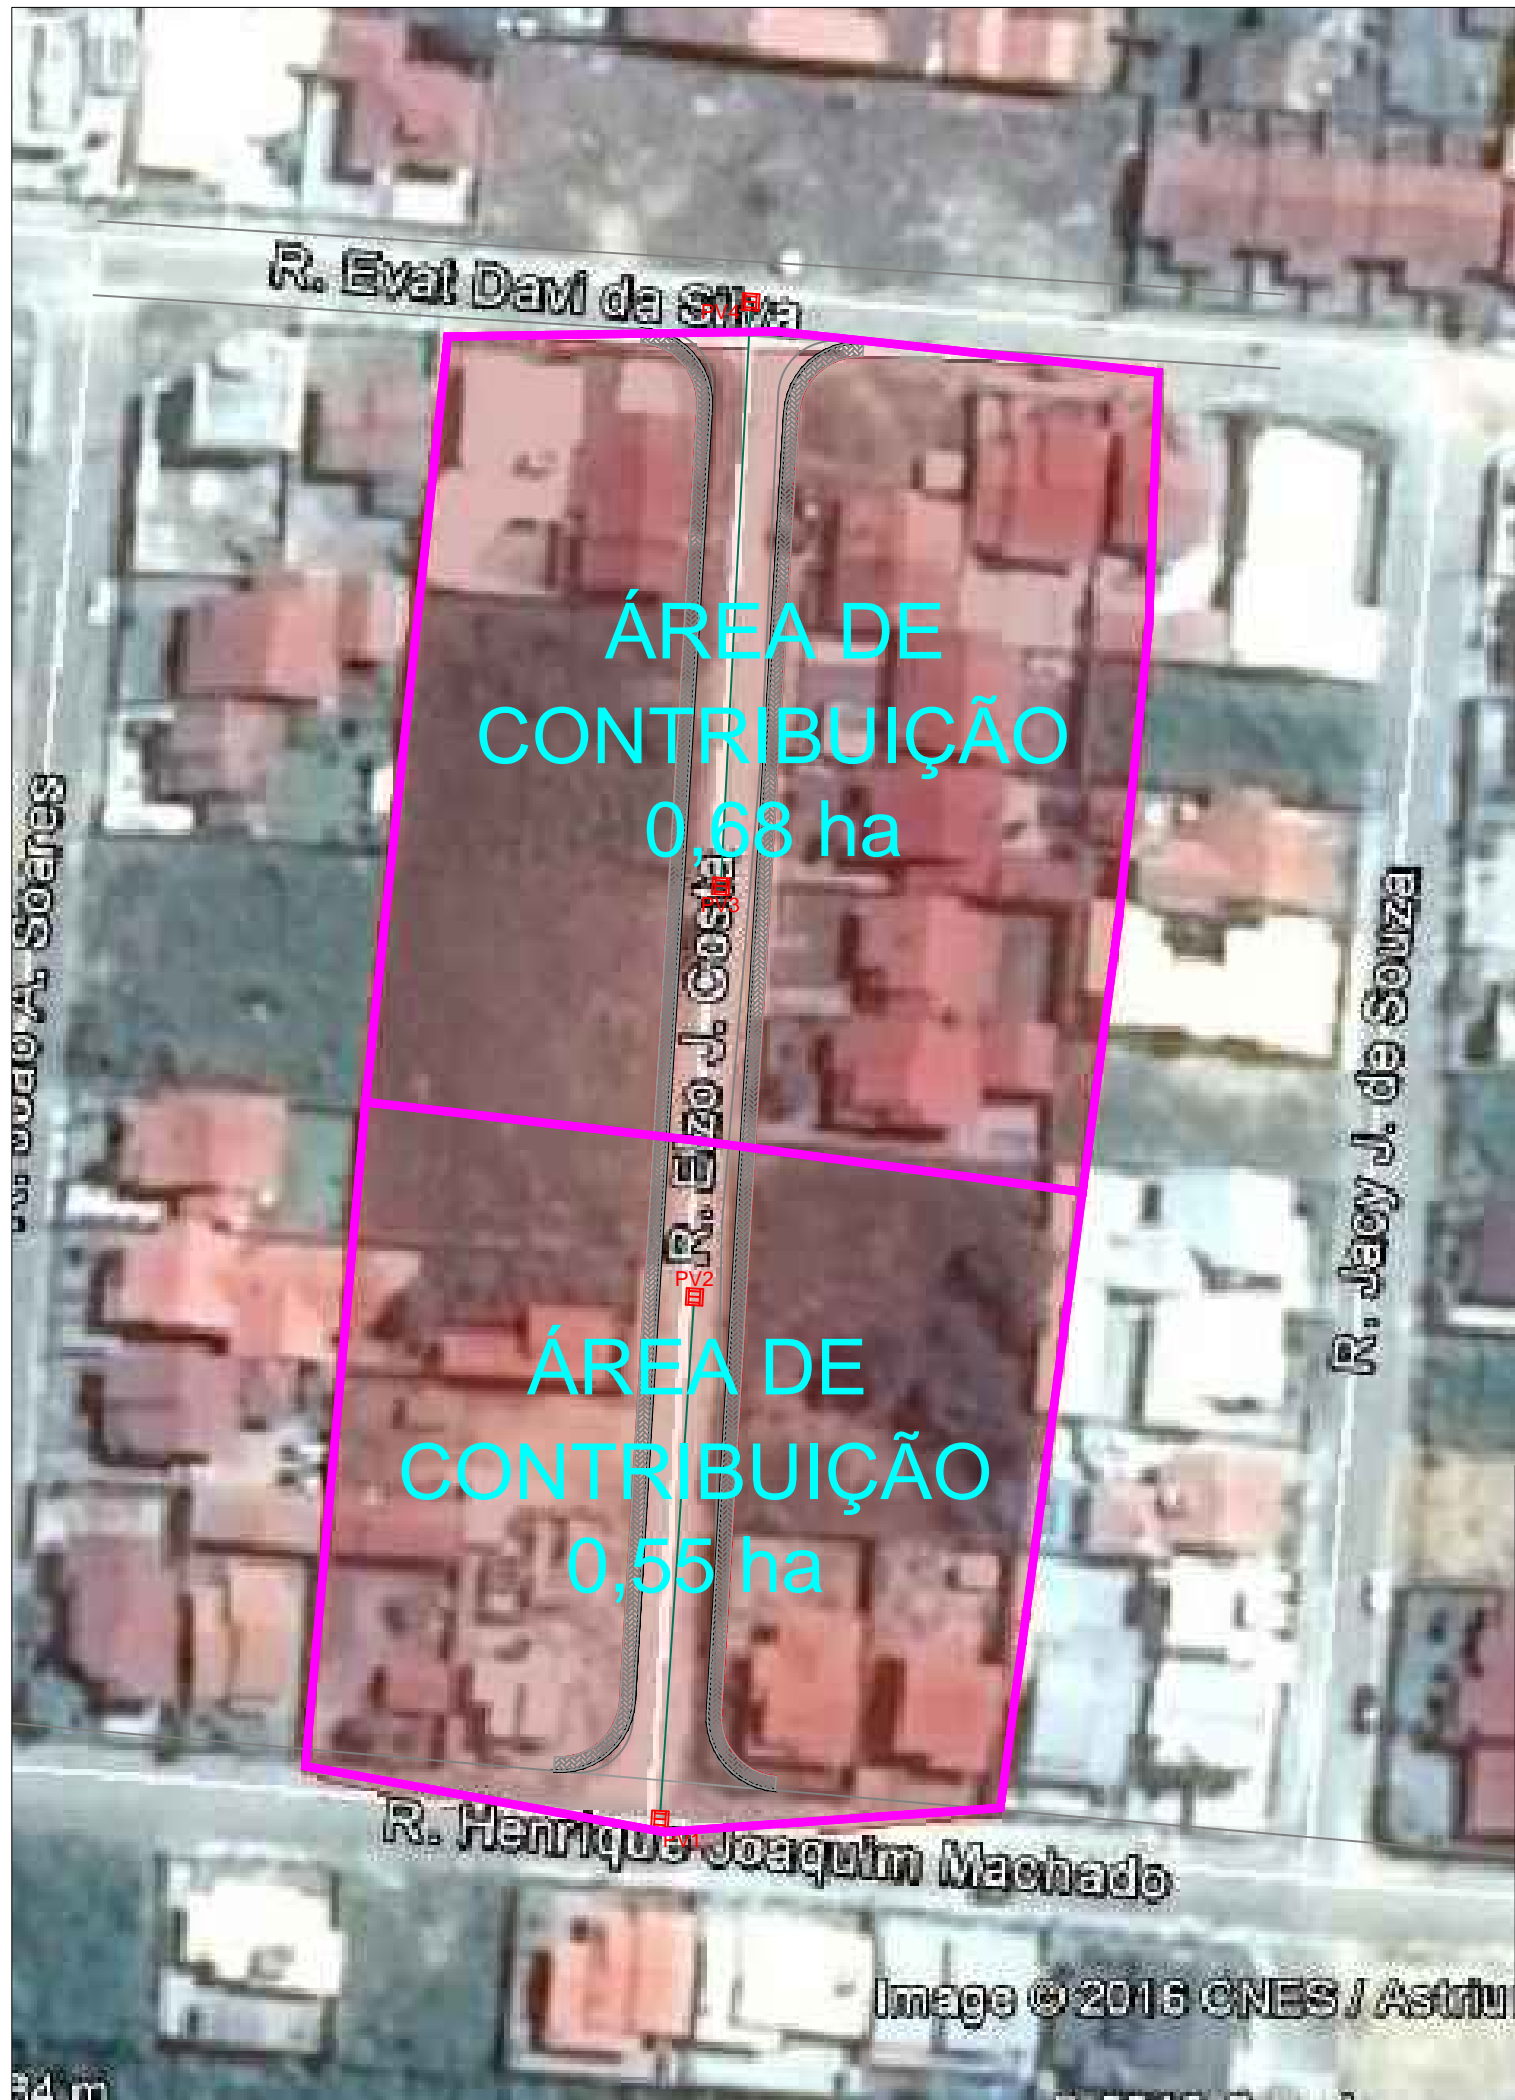 R. Evat Davi da Silva
PV4
ÁREA DE
CONTRIBUIÇÃO
0,68 ha
PV3
R. Elzo J. Costa
R. João A. Soares
R. Jacy J. de Souza
PV2
ÁREA DE
CONTRIBUIÇÃO
0,55 ha
PV1
R. Henrique Joaquim Machado
Image © 2016 CNES / Astriu